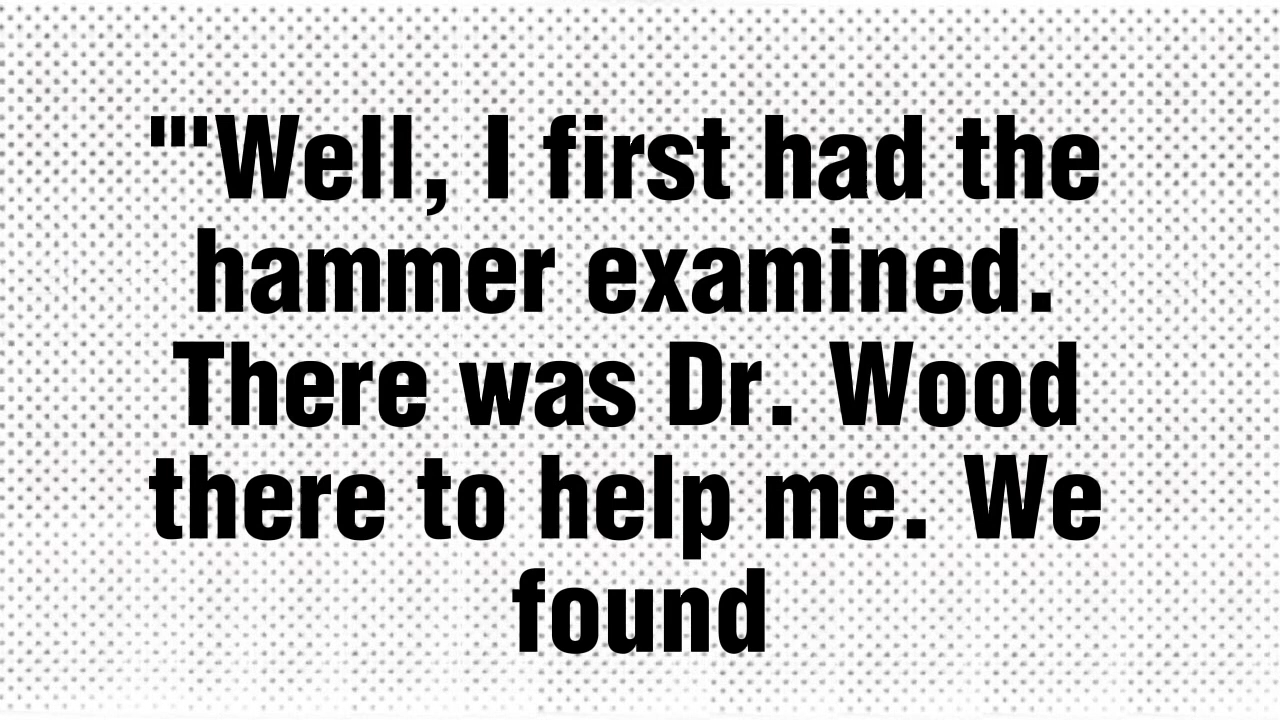 "'Well, I first had the
hammer examined.
There was Dr. Wood
there to help me. We
found